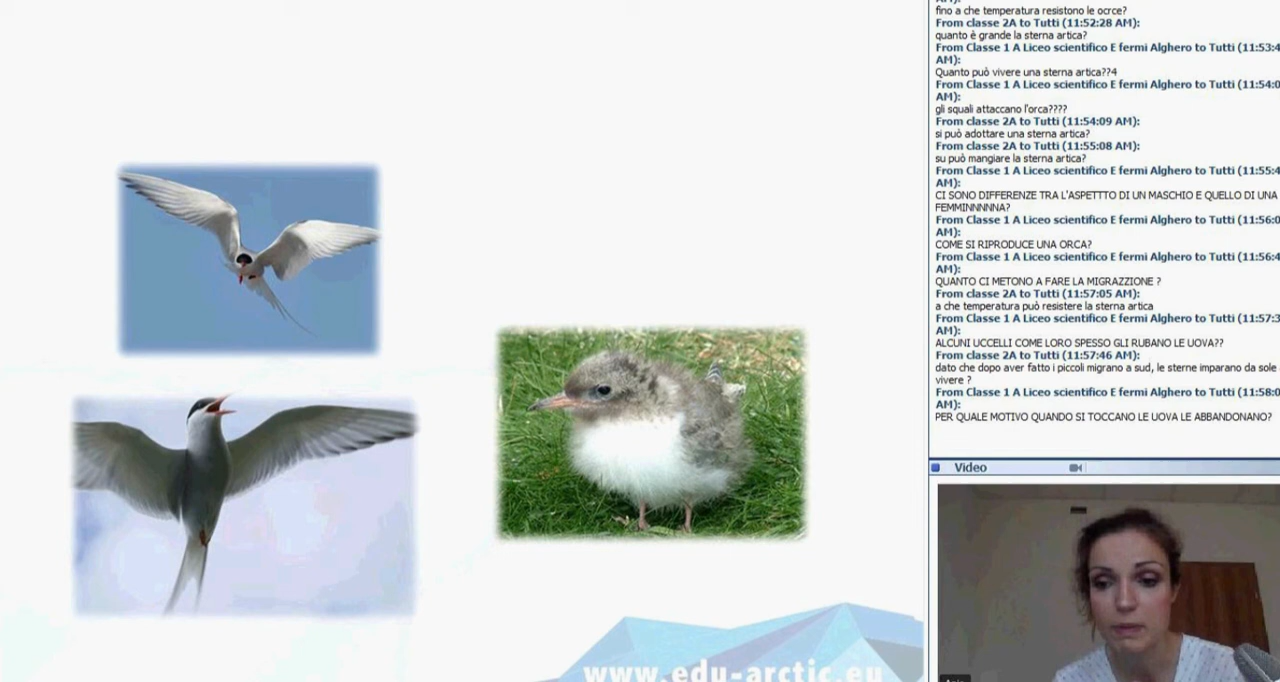 AM):
fino a che temperatura resistono le ocrce?
From classe 2A to Tutti (11:52:28 AM):
quanto è grande la sterna artica?
From Classe 1 A Liceo scientifico E fermi Alghero to Tutti (11:53:4
AM):
Quanto può vivere una sterna artica??4
From Classe 1 A Liceo scientifico E fermi Alghero to Tutti (11:54:0
AM):
gli squali attaccano l'orca????
From classe 2A to Tutti (11:54:09 AM):
si può adottare una sterna artica?
From classe 2A to Tutti (11:55:08 AM):
su può mangiare la sterna artica?
From Classe 1 A Liceo scientifico E fermi Alghero to Tutti (11:55:4
AM):
CI SONO DIFFERENZE TRA L'ASPETTTO DI UN MASCHIO E QUELLO DI UNA
FEMMINNNNNA?
From Classe 1 A Liceo scientifico E fermi Alghero to Tutti (11:56:0
AM):
COME SI RIPRODUCE UNA ORCA?
From Classe 1 A Liceo scientifico E fermi Alghero to Tutti (11:56:4
AM):
QUANTO CI METONO A FARE LA MIGRAZZIONE ?
From classe 2A to Tutti (11:57:05 AM):
a che temperatura può resistere la sterna artica
From Classe 1 A Liceo scientifico E fermi Alghero to Tutti (11:57:3
AM):
ALCUNI UCCELLI COME LORO SPESSO GLI RUBANO LE UOVA??
From classe 2A to Tutti (11:57:46 AM):
dato che dopo aver fatto i piccoli migrano a sud, le sterne imparano da sole
vivere ?
From Classe 1 A Liceo scientifico E fermi Alghero to Tutti (11:58:0
AM):
PER QUALE MOTIVO QUANDO SI TOCCANO LE UOVA LE ABBANDONANO?
Video
www.edu-arctic.eu